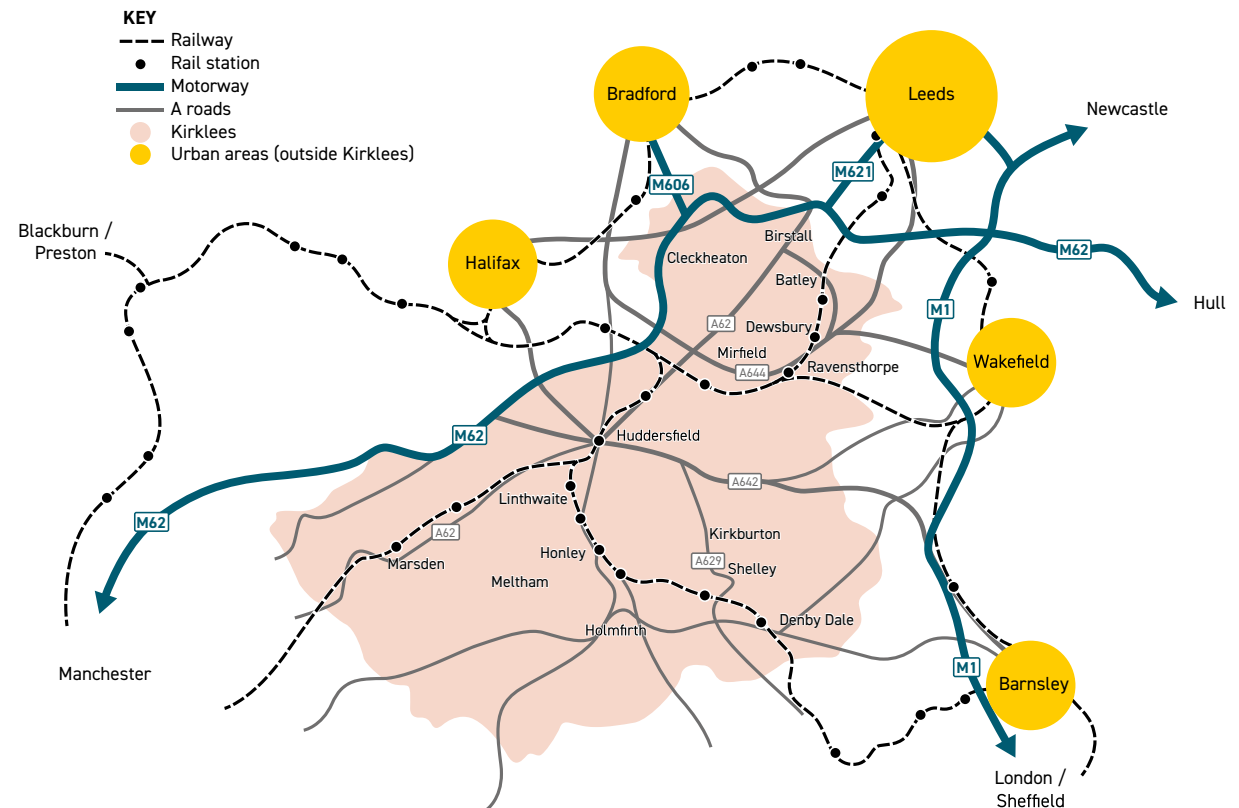 KEY
Railway
Rail station
Motorway
A roads
Kirklees
Urban areas (outside Kirklees)
Bradford
Leeds
Newcastle
M606
M621
Blackburn /
Preston
Halifax
Birstall
Cleckheaton
M62
Batley
Hull
M1
A62
Dewsbury
Mirfield
Wakefield
A644
Ravensthorpe
M62
Huddersfield
A642
Linthwaite
M62
A62
Kirkburton
Honley
Marsden
A629
Shelley
Meltham
Denby Dale
Holmfirth
M1
Manchester
Barnsley
London /
Sheffield